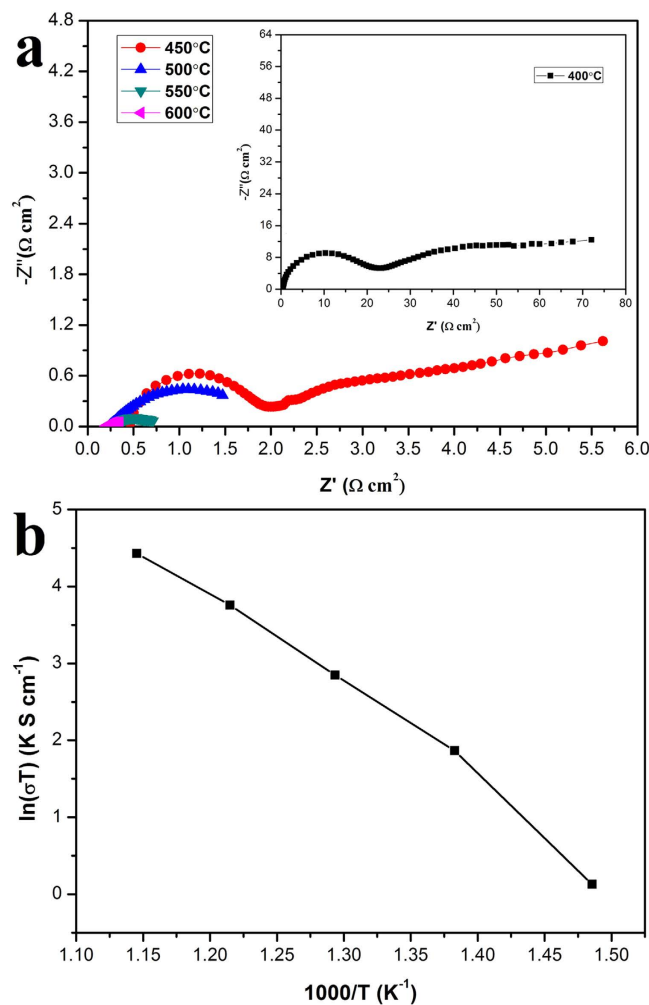 a
450°C
500°C
550°C
600°C
-Z''(Ω cm²)
4.8
4.2
3.6
3.0
2.4
1.8
1.2
0.6
0.0
0.0 0.5 1.0 1.5 2.0 2.5 3.0 3.5 4.0 4.5 5.0 5.5 6.0
Z' (Ω cm²)
400°C
-Z''(Ω cm²)
64
56
48
40
32
24
16
8
0
0 10 20 30 40 50 60 70 80
Z' (Ω cm²)
b
ln(σT) (K S cm⁻¹)
5
4
3
2
1
0
1.10 1.15 1.20 1.25 1.30 1.35 1.40 1.45 1.50
1000/T (K⁻¹)